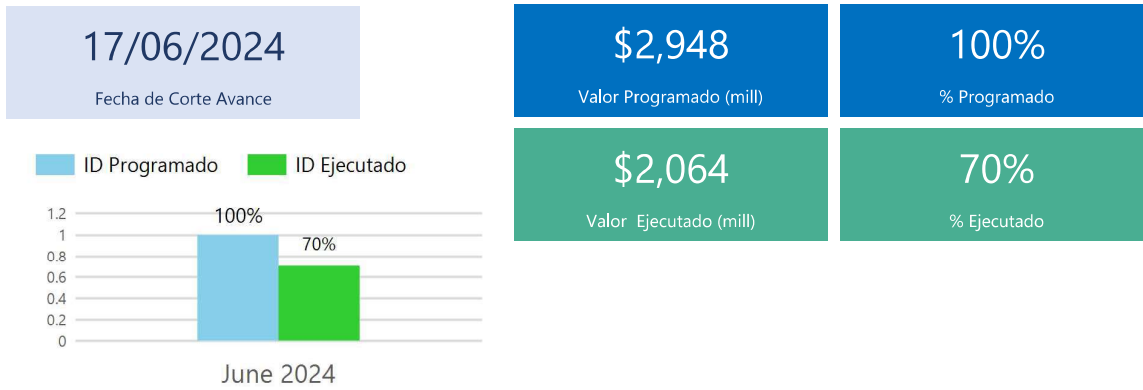 17/06/2024
Fecha de Corte Avance
$2,948
Valor Programado (mill)
100%
% Programado
$2,064
Valor Ejecutado (mill)
70%
% Ejecutado
ID Programado
ID Ejecutado
1.2
1
0.8
0.6
0.4
0.2
0
100%
70%
June 2024